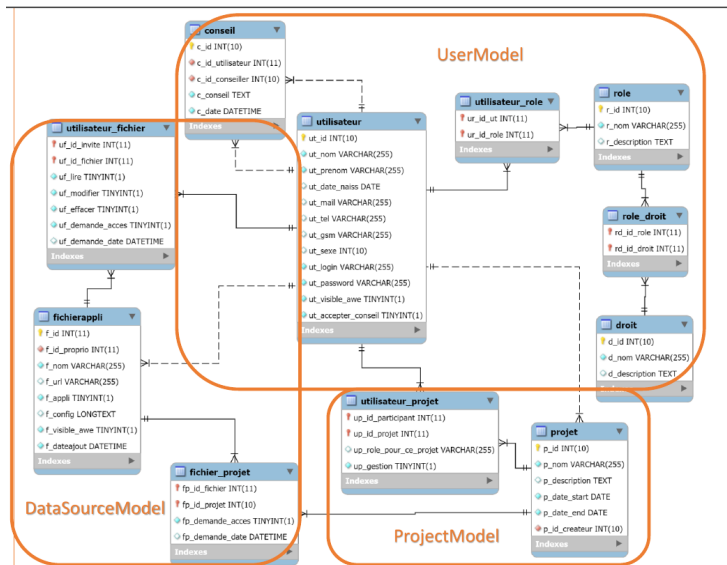 conseil
c_id INT(10)
c_id_utilisateur INT(11)
c_id_conseiller INT(10)
c_conseil TEXT
c_date DATETIME
Indexes
UserModel
utilisateur_fichier
uf_id_invite INT(11)
uf_id_fichier INT(11)
uf_lire TINYINT(1)
uf_modifier TINYINT(1)
uf_effacer TINYINT(1)
uf_demande_acces TINYINT(1)
uf_demande_date DATETIME
Indexes
utilisateur
ut_id INT(10)
ut_nom VARCHAR(255)
ut_prenom VARCHAR(255)
ut_date_naiss DATE
ut_mail VARCHAR(255)
ut_tel VARCHAR(255)
ut_gsm VARCHAR(255)
ut_sexe INT(10)
ut_login VARCHAR(255)
ut_password VARCHAR(255)
ut_visible_awe TINYINT(1)
ut_accepter_conseil TINYINT(1)
Indexes
utilisateur_role
ur_id_ut INT(11)
ur_id_role INT(11)
Indexes
role
r_id INT(10)
r_nom VARCHAR(255)
r_description TEXT
Indexes
role_droit
rd_id_role INT(11)
rd_id_droit INT(11)
Indexes
droit
d_id INT(10)
d_nom VARCHAR(255)
d_description TEXT
Indexes
fichierappli
f_id INT(11)
f_id_proprio INT(11)
f_nom VARCHAR(255)
f_url VARCHAR(255)
f_appli TINYINT(1)
f_config LONGTEXT
f_visible_awe TINYINT(1)
f_dateajout DATETIME
Indexes
utilisateur_projet
up_id_participant INT(11)
up_id_projet INT(11)
up_role_pour_ce_projet VARCHAR(255)
up_gestion TINYINT(1)
Indexes
projet
p_id INT(10)
p_nom VARCHAR(255)
p_description TEXT
p_date_start DATE
p_date_end DATE
p_id_createur INT(10)
Indexes
fichier_projet
fp_id_fichier INT(11)
fp_id_projet INT(10)
fp_demande_acces TINYINT(1)
fp_demande_date DATETIME
Indexes
DataSourceModel
ProjectModel